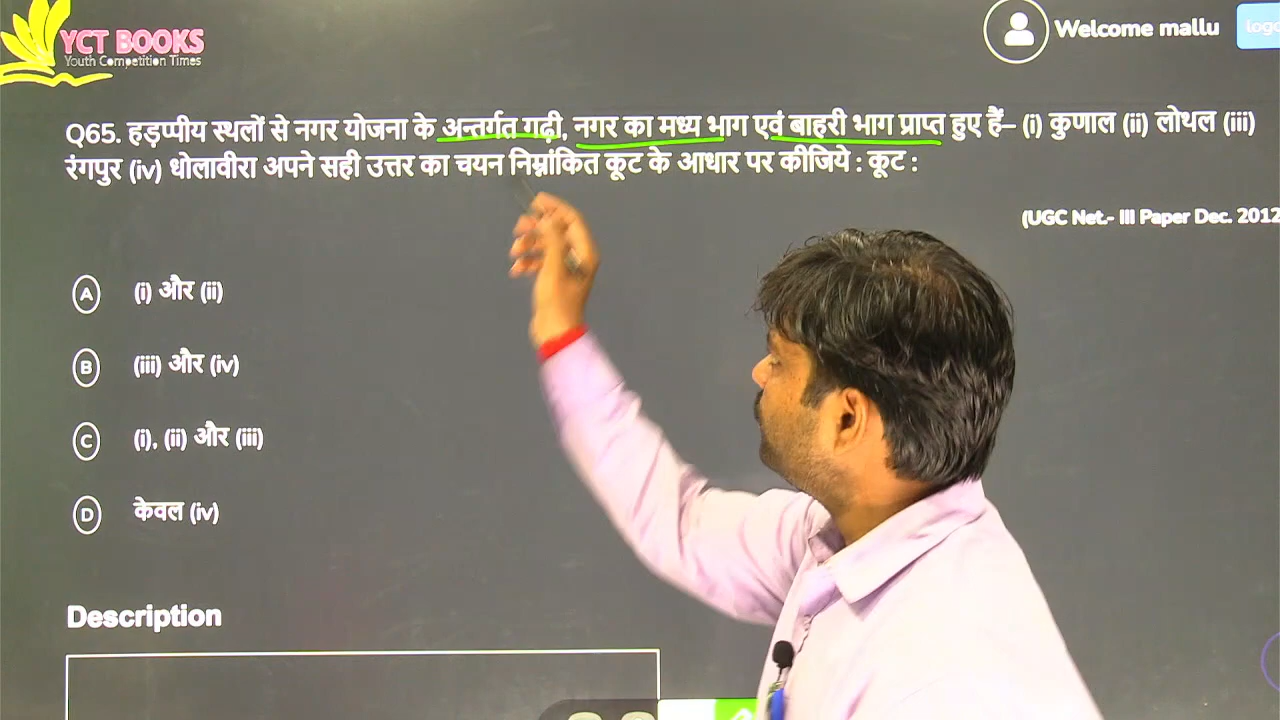 YCT BOOKS
Youth Competition Times
Welcome mallu
Q65. हड़प्पीय स्थलों से नगर योजना के अन्तर्गत गढ़ी, नगर का मध्य भाग एवं बाहरी भाग प्राप्त हुए हैं– (i) कुणाल (ii) लोथल (iii)
रंगपुर (iv) धोलावीरा अपने सही उत्तर का चयन निम्नांकित कूट के आधार पर कीजिये : कूट :
(UGC Net.- III Paper Dec. 2012
A (i) और (ii)
B (iii) और (iv)
C (i), (ii) और (iii)
D केवल (iv)
Description